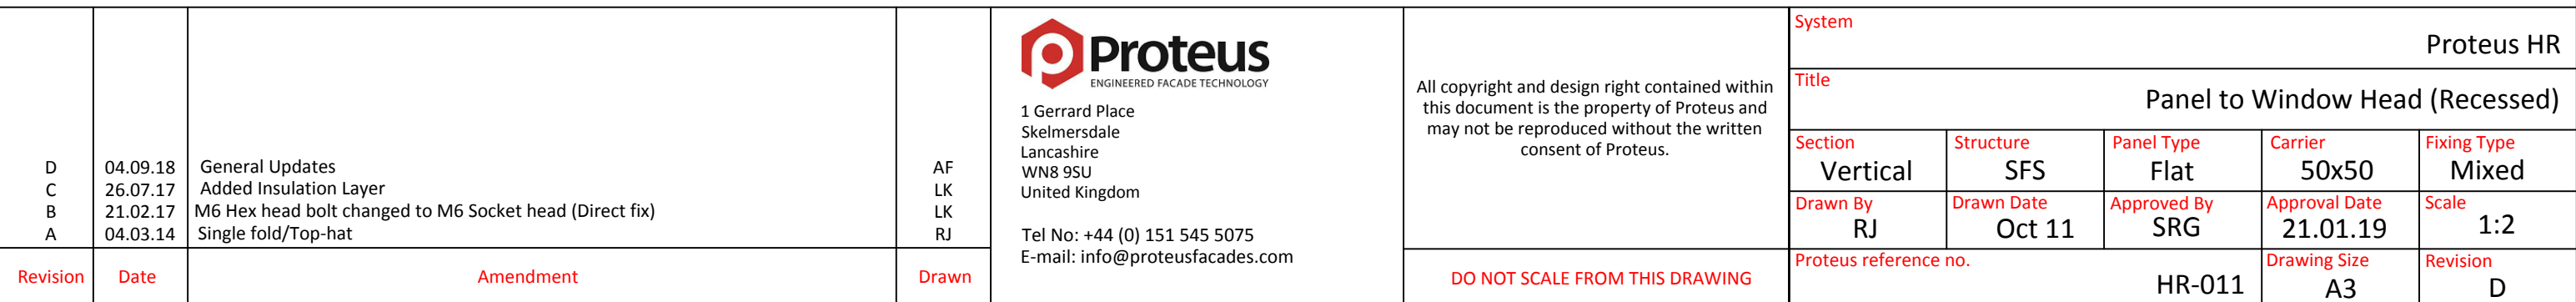 D 04.09.18 General Updates AF
C 26.07.17 Added Insulation Layer LK
B 21.02.17 M6 Hex head bolt changed to M6 Socket head (Direct fix) LK
A 04.03.14 Single fold/Top-hat RJ
Revision Date Amendment Drawn
Proteus
ENGINEERED FACADE TECHNOLOGY
1 Gerrard Place
Skelmersdale
Lancashire
WN8 9SU
United Kingdom
Tel No: +44 (0) 151 545 5075
E-mail: info@proteusfacades.com
All copyright and design right contained within
this document is the property of Proteus and
may not be reproduced without the written
consent of Proteus.
DO NOT SCALE FROM THIS DRAWING
System
Proteus HR
Title
Panel to Window Head (Recessed)
Section Structure Panel Type Carrier Fixing Type
Vertical SFS Flat 50x50 Mixed
Drawn By Drawn Date Approved By Approval Date Scale
RJ Oct 11 SRG 21.01.19 1:2
Proteus reference no. Drawing Size Revision
HR-011 A3 D